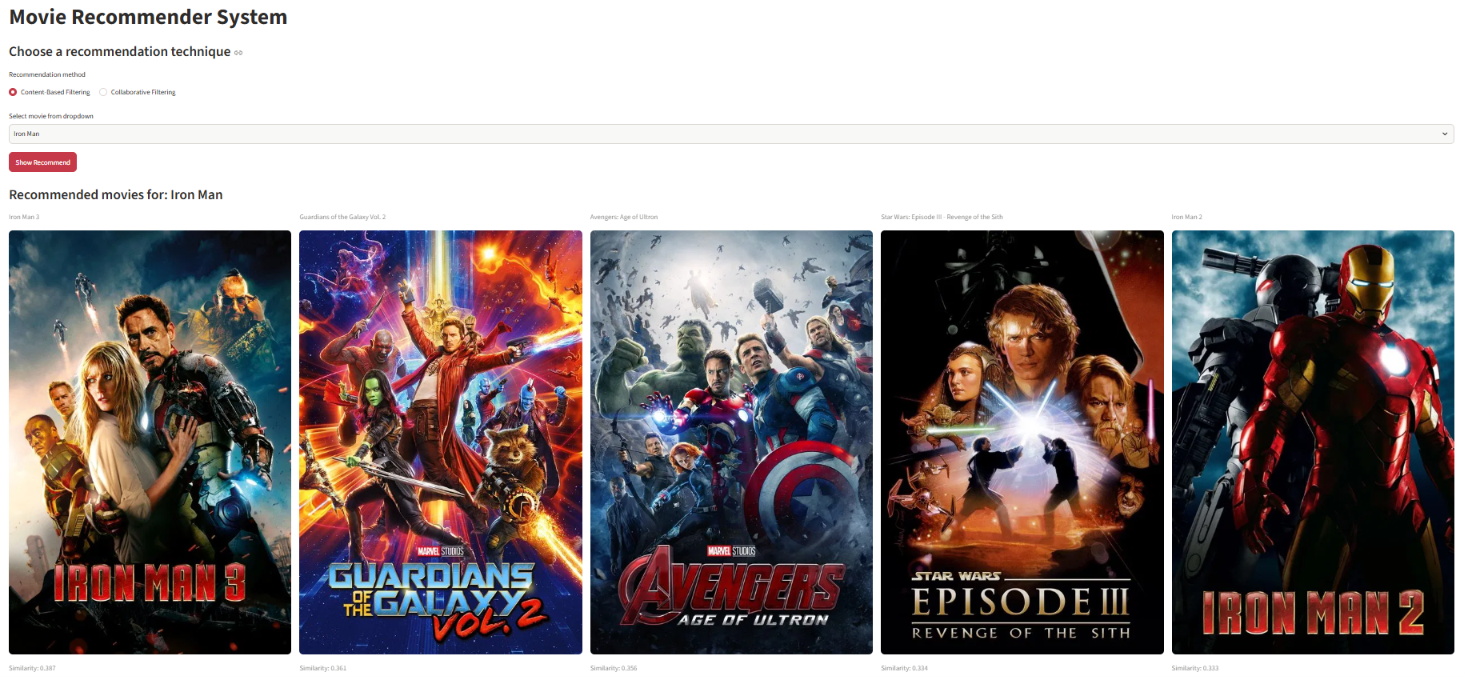 Movie Recommender System
Choose a recommendation technique
Recommendation method
Content-Based Filtering Collaborative Filtering
Select movie from dropdown
Iron Man
Show Recommend
Recommended movies for: Iron Man
Iron Man 3 Guardians of the Galaxy Vol. 2 Avengers: Age of Ultron Star Wars: Episode III - Revenge of the Sith Iron Man 2
IRON MAN 3
MARVEL STUDIOS
GUARDIANS
OF THE GALAXY
VOL. 2
MARVEL STUDIOS
AVENGERS
AGE OF ULTRON
STAR WARS
EPISODE III
REVENGE OF THE SITH
IRON MAN 2
Similarity: 0.387 Similarity: 0.361 Similarity: 0.356 Similarity: 0.334 Similarity: 0.333